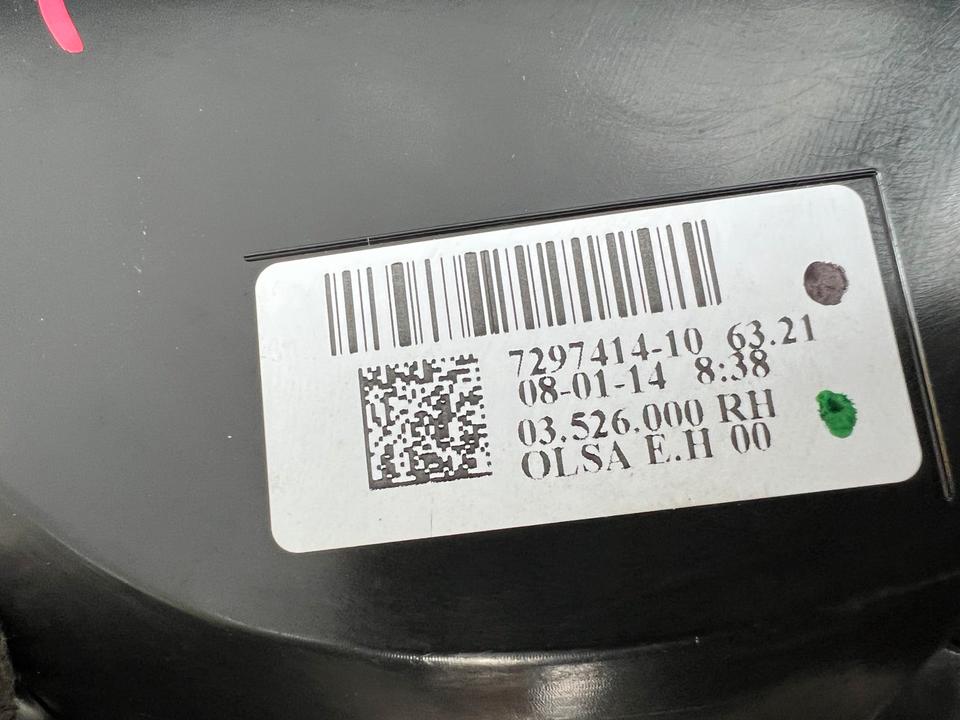 7297414-10 63.21
08-01-14 8:38
03.526.000 RH
OLSA E.H 00